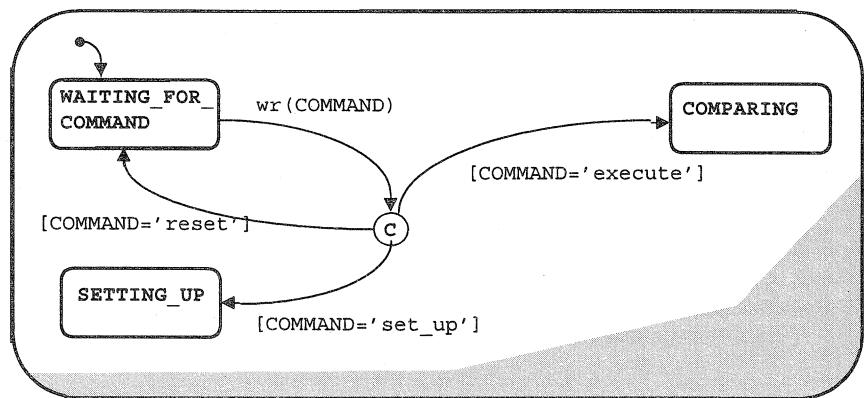 WAITING_FOR_
COMMAND
wr(COMMAND)
COMPARING
[COMMAND='execute']
[COMMAND='reset']
C
SETTING_UP
[COMMAND='set_up']